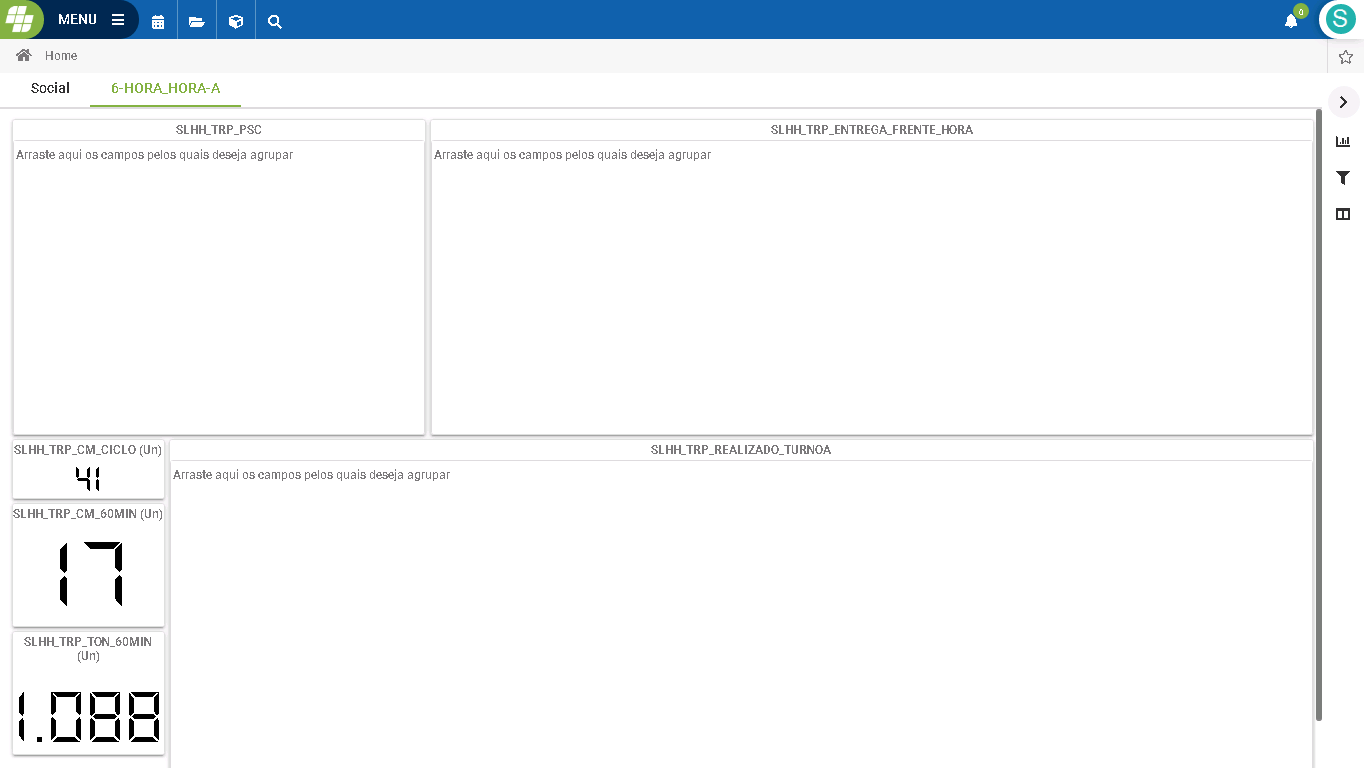 MENU
0
S
Home
Social
6-HORA_HORA-A
SLHH_TRP_PSC
SLHH_TRP_ENTREGA_FRENTE_HORA
Arraste aqui os campos pelos quais deseja agrupar
Arraste aqui os campos pelos quais deseja agrupar
SLHH_TRP_CM_CICLO (Un)
41
SLHH_TRP_REALIZADO_TURNOA
Arraste aqui os campos pelos quais deseja agrupar
SLHH_TRP_CM_60MIN (Un)
17
SLHH_TRP_TON_60MIN
(Un)
1.088